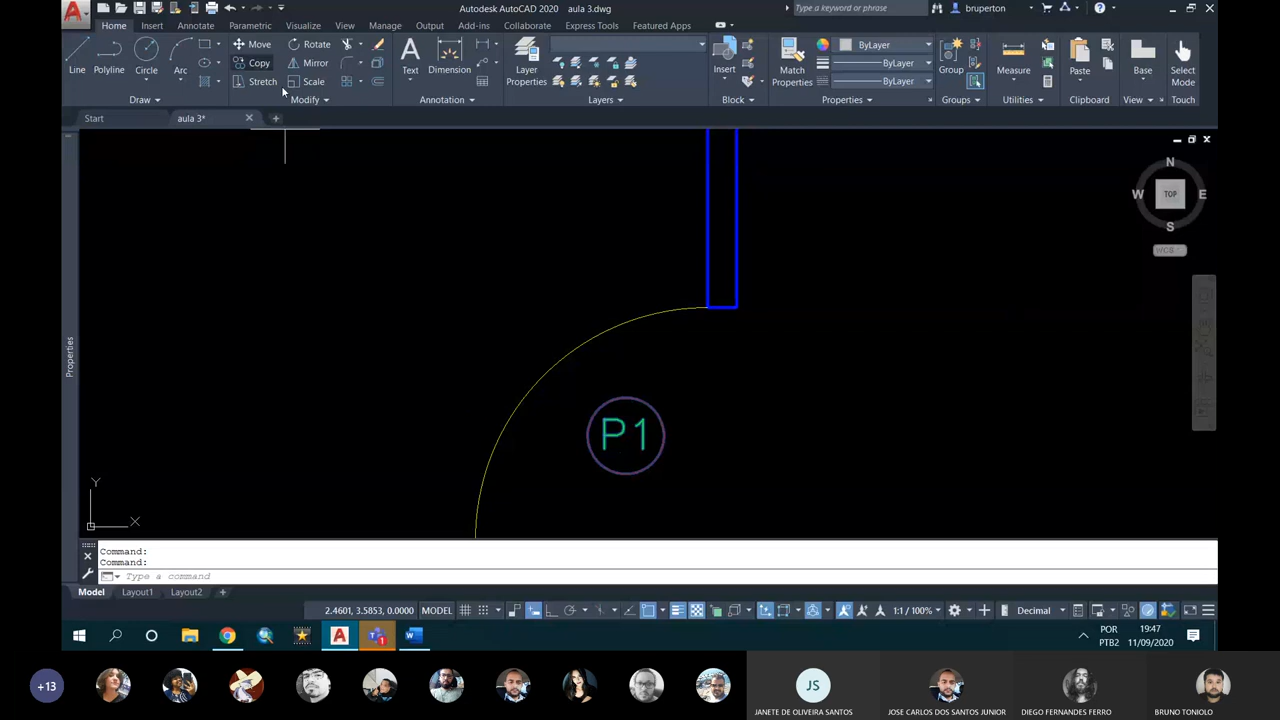 Autodesk AutoCAD 2020 aula 3.dwg
Type a keyword or phrase
bruperton
Home Insert Annotate Parametric Visualize View Manage Output Add-ins Collaborate Express Tools Featured Apps
Line Polyline Circle Arc
Move Rotate
Copy Mirror
Stretch Scale
Text Dimension
Layer Properties
Insert
Match Properties
ByLayer
ByLayer
ByLayer
Group
Measure
Paste
Base
Select Mode
Draw Modify Annotation Layers Block Properties Groups Utilities Clipboard View Touch
Start aula 3*
N
W TOP E
S
WCS
Properties
P1
Y
X
Command:
Command:
Type a command
Model Layout1 Layout2
2.4601, 3.5853, 0.0000 MODEL 1:1 / 100% Decimal
POR 19:47
PTB2 11/09/2020
1
+13
JS
JANETE DE OLIVEIRA SANTOS JOSE CARLOS DOS SANTOS JUNIOR DIEGO FERNANDES FERRO BRUNO TONIOLO